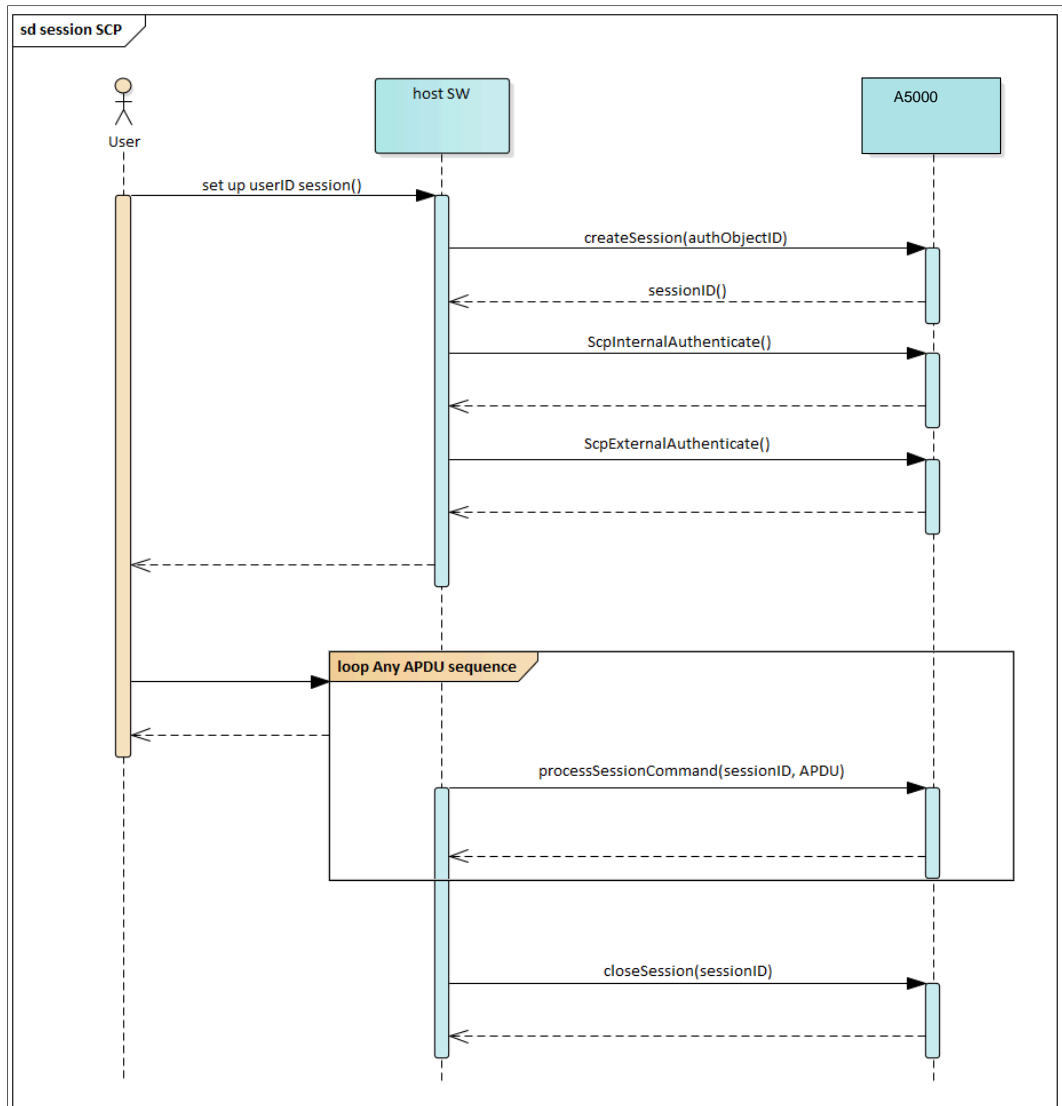 sd session SCP
host SW
A5000
User
set up userID session()
createSession(authObjectID)
sessionID()
ScpInternalAuthenticate()
ScpExternalAuthenticate()
loop Any APDU sequence
processSessionCommand(sessionID, APDU)
closeSession(sessionID)